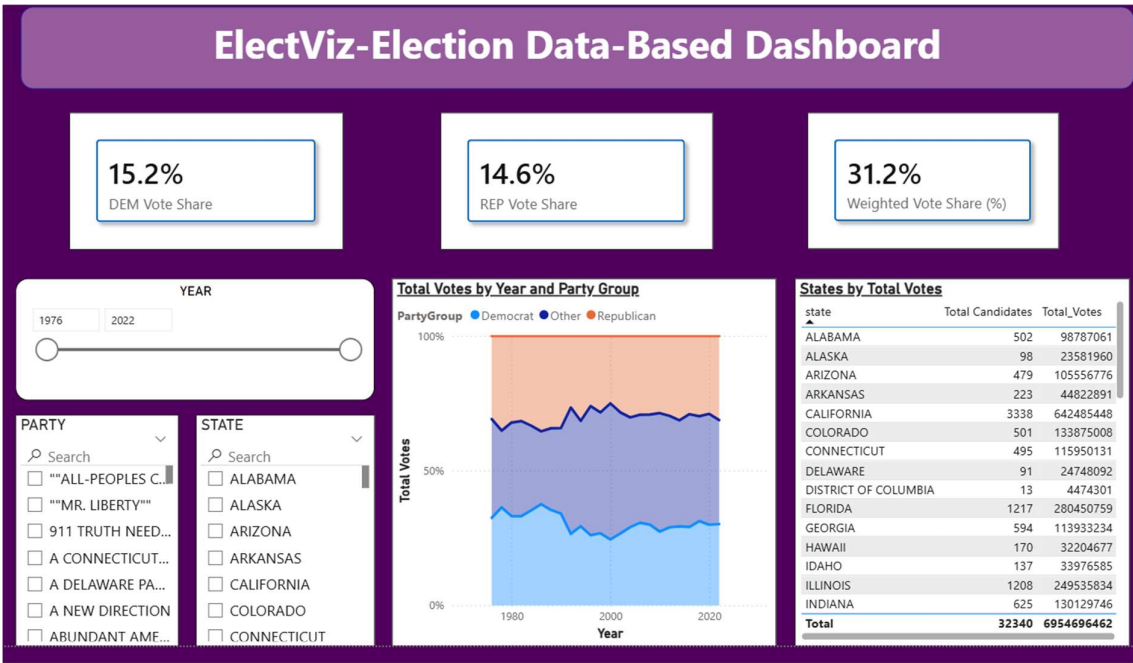 ElectViz-Election Data-Based Dashboard
15.2%
DEM Vote Share
14.6%
REP Vote Share
31.2%
Weighted Vote Share (%)
YEAR
1976 2022
PARTY
Search
""ALL-PEOPLES C...
""MR. LIBERTY""
911 TRUTH NEED...
A CONNECTICUT...
A DELAWARE PA...
A NEW DIRECTION
ABUNDANT AME...
STATE
Search
ALABAMA
ALASKA
ARIZONA
ARKANSAS
CALIFORNIA
COLORADO
CONNECTICUT
Total Votes by Year and Party Group
PartyGroup Democrat Other Republican
100%
50%
0%
Total Votes
1980 2000 2020
Year
States by Total Votes
state Total Candidates Total_Votes
ALABAMA 502 98787061
ALASKA 98 23581960
ARIZONA 479 105556776
ARKANSAS 223 44822891
CALIFORNIA 3338 642485448
COLORADO 501 133875008
CONNECTICUT 495 115950131
DELAWARE 91 24748092
DISTRICT OF COLUMBIA 13 4474301
FLORIDA 1217 280450759
GEORGIA 594 113933234
HAWAII 170 32204677
IDAHO 137 33976585
ILLINOIS 1208 249535834
INDIANA 625 130129746
Total 32340 6954696462